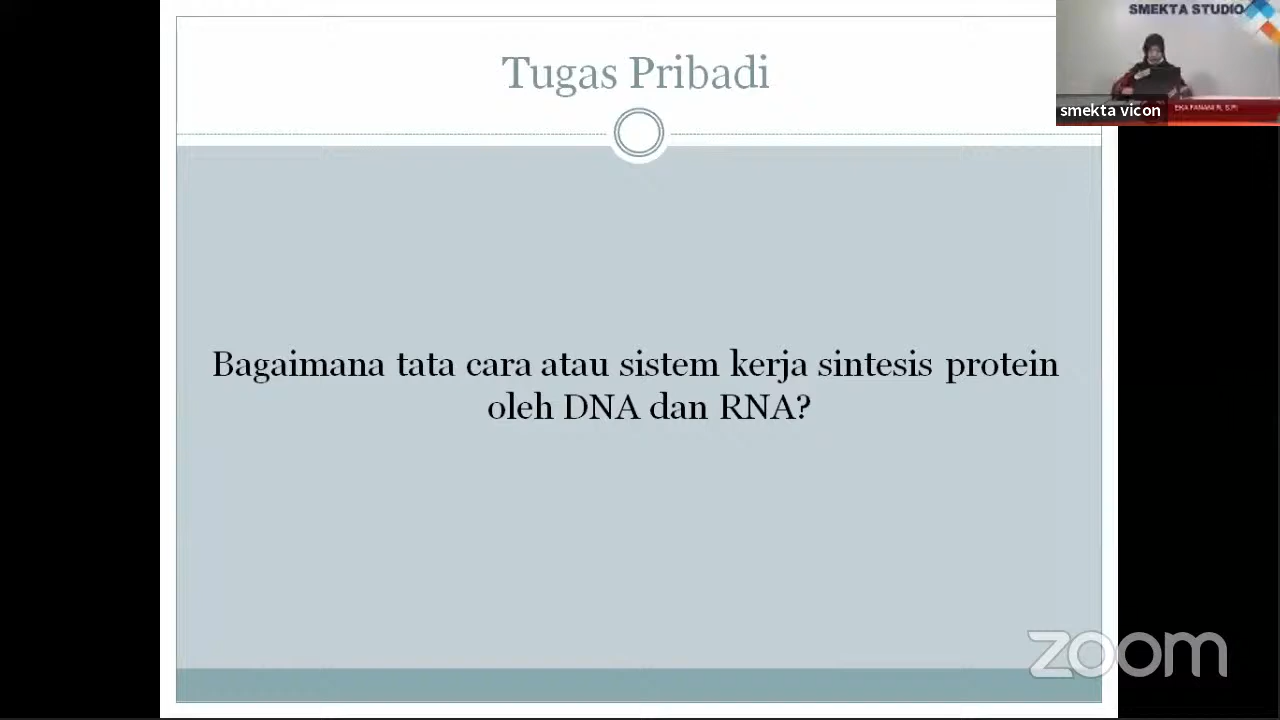 SMEKTA STUDIO
Tugas Pribadi
smekta vicon
Bagaimana tata cara atau sistem kerja sintesis protein
oleh DNA dan RNA?
zoom